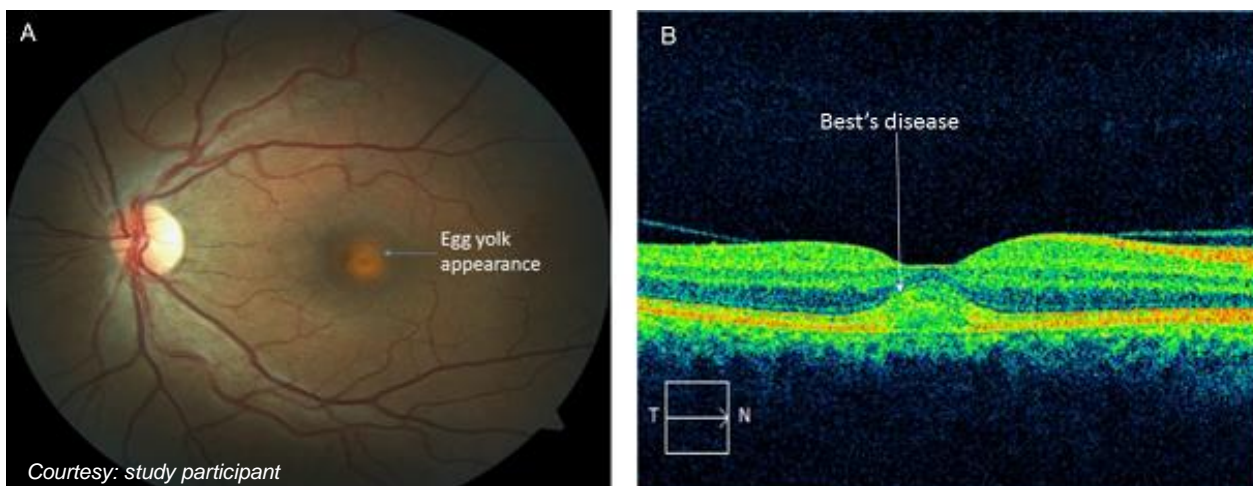 A
Egg yolk
appearance
Courtesy: study participant
B
Best's disease
T
N